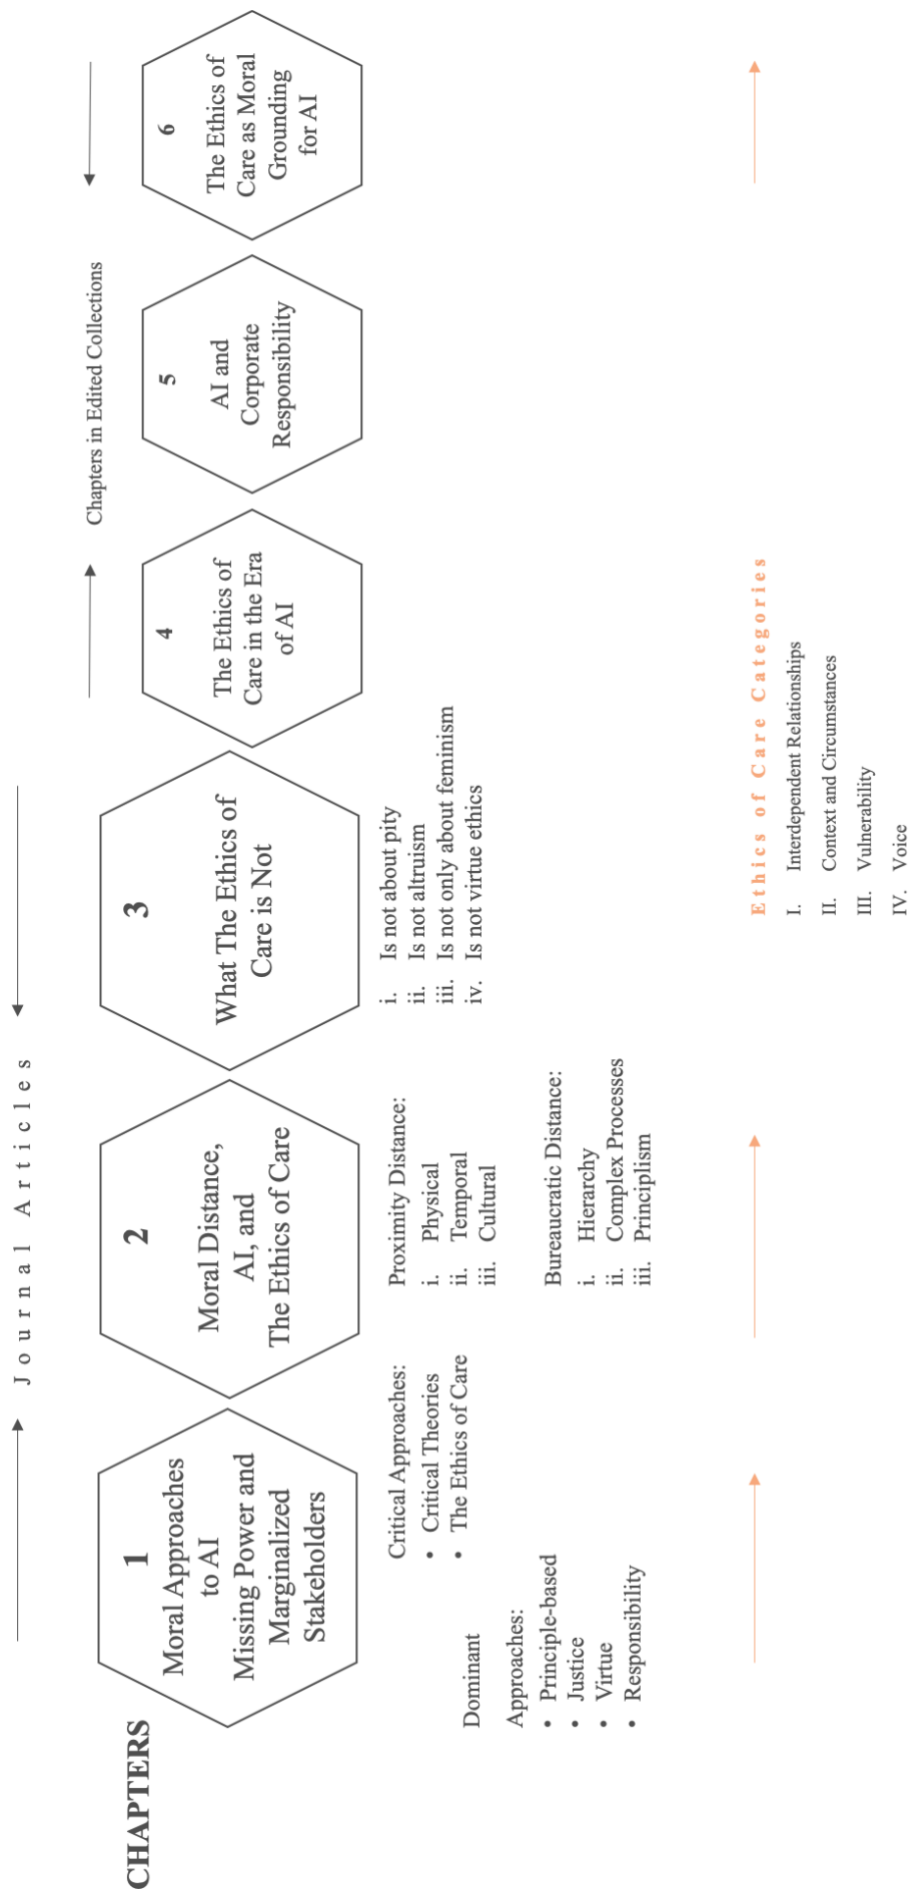 Journal Articles
Chapters in Edited Collections
CHAPTERS
1
Moral Approaches
to AI
Missing Power and
Marginalized
Stakeholders
2
Moral Distance,
AI, and
The Ethics of Care
3
What The Ethics of
Care is Not
4
The Ethics of
Care in the Era
of AI
5
AI and
Corporate
Responsibility
6
The Ethics of
Care as Moral
Grounding
for AI
Critical Approaches:
• Critical Theories
• The Ethics of Care
Dominant
Approaches:
• Principle-based
• Justice
• Virtue
• Responsibility
Proximity Distance:
i. Physical
ii. Temporal
iii. Cultural
Bureaucratic Distance:
i. Hierarchy
ii. Complex Processes
iii. Principlism
i. Is not about pity
ii. Is not altruism
iii. Is not only about feminism
iv. Is not virtue ethics
Ethics of Care Categories
I. Interdependent Relationships
II. Context and Circumstances
III. Vulnerability
IV. Voice